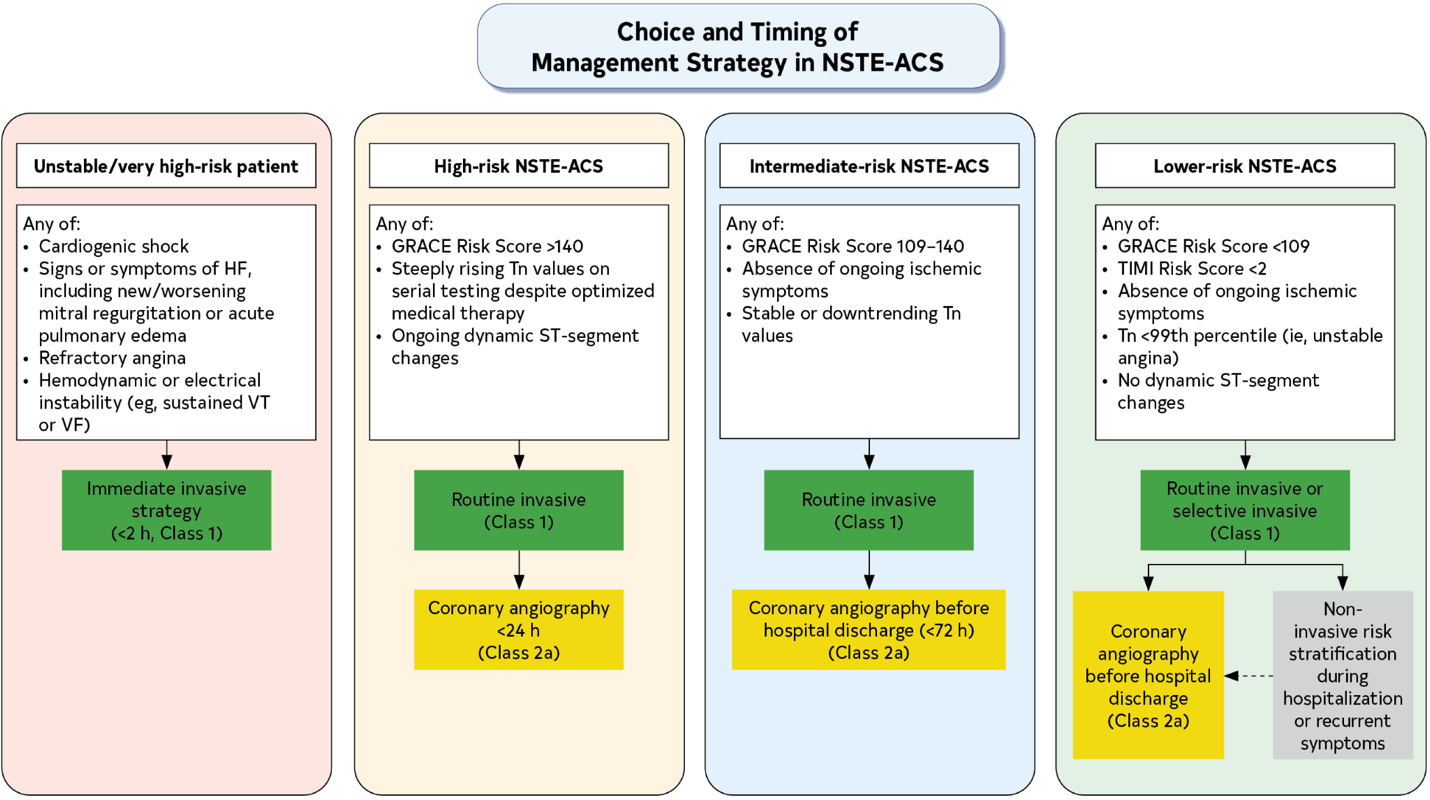 Choice and Timing of
Management Strategy in NSTE-ACS
Unstable/very high-risk patient
Any of:
• Cardiogenic shock
• Signs or symptoms of HF,
including new/worsening
mitral regurgitation or acute
pulmonary edema
• Refractory angina
• Hemodynamic or electrical
instability (eg, sustained VT
or VF)
Immediate invasive
strategy
(<2 h, Class 1)
High-risk NSTE-ACS
Any of:
• GRACE Risk Score >140
• Steeply rising Tn values on
serial testing despite optimized
medical therapy
• Ongoing dynamic ST-segment
changes
Routine invasive
(Class 1)
Coronary angiography
<24 h
(Class 2a)
Intermediate-risk NSTE-ACS
Any of:
• GRACE Risk Score 109–140
• Absence of ongoing ischemic
symptoms
• Stable or downtrending Tn
values
Routine invasive
(Class 1)
Coronary angiography before
hospital discharge (<72 h)
(Class 2a)
Lower-risk NSTE-ACS
Any of:
• GRACE Risk Score <109
• TIMI Risk Score <2
• Absence of ongoing ischemic
symptoms
• Tn <99th percentile (ie, unstable
angina)
• No dynamic ST-segment
changes
Routine invasive or
selective invasive
(Class 1)
Coronary
angiography
before hospital
discharge
(Class 2a)
Non-
invasive risk
stratification
during
hospitalization
or recurrent
symptoms